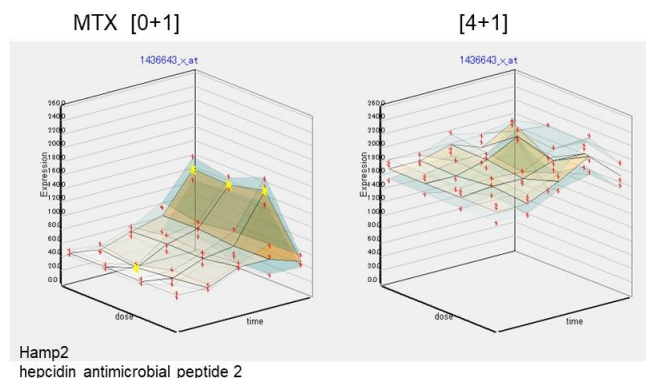 MTX [0+1]
[4+1]
1436643_x_at
1436643_x_at
2600
2400
2200
2000
1800
1600
1400
1200
1000
800
600
400
200
0.0
Expression
dose
time
2600
2400
2200
2000
1800
1600
1400
1200
1000
800
600
400
200
0.0
Expression
dose
time
Hamp2
hepcidin antimicrobial peptide 2